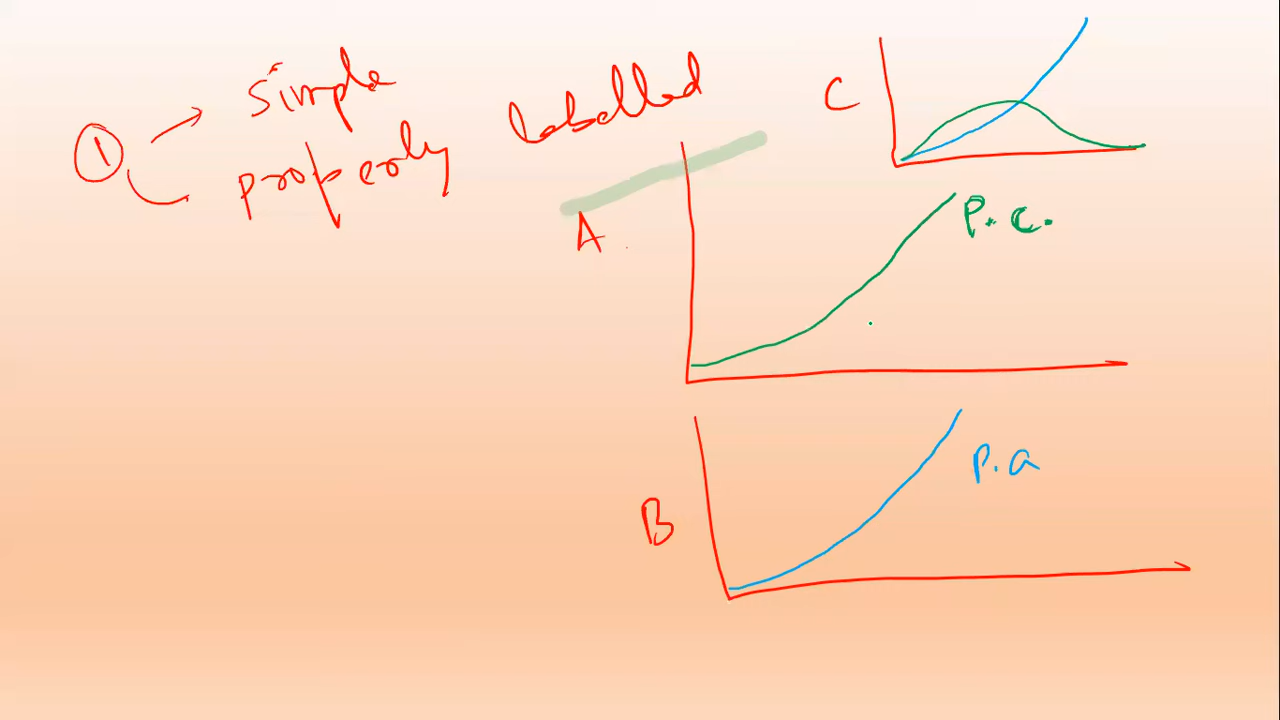 ① simple
properly labelled
C
A
P. C.
B
P. a